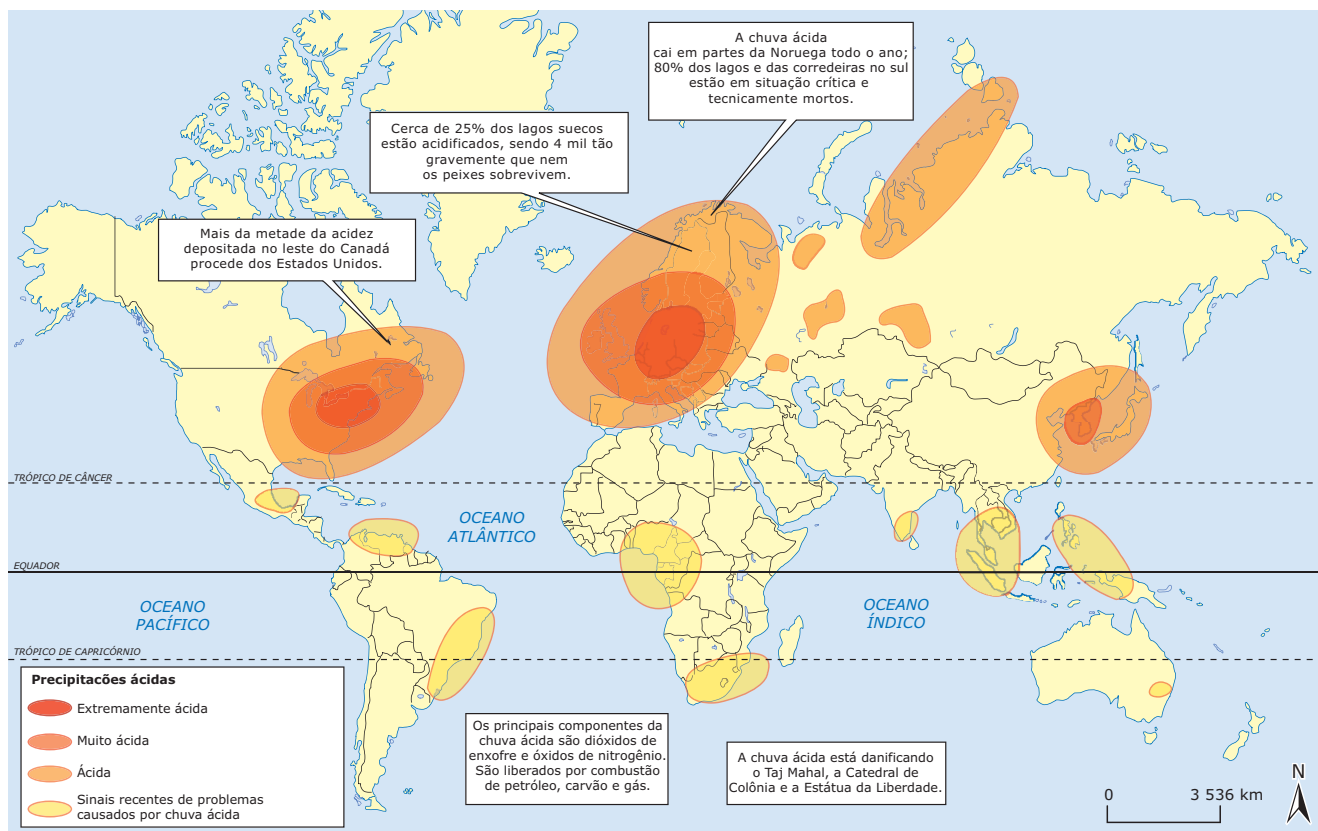 A chuva ácida
cai em partes da Noruega todo o ano;
80% dos lagos e das corredeiras no sul
estão em situação crítica e
tecnicamente mortos.
Cerca de 25% dos lagos suecos
estão acidificados, sendo 4 mil tão
gravemente que nem
os peixes sobrevivem.
Mais da metade da acidez
depositada no leste do Canadá
procede dos Estados Unidos.
TRÓPICO DE CÂNCER
OCEANO
ATLÂNTICO
EQUADOR
OCEANO
PACÍFICO
OCEANO
ÍNDICO
TRÓPICO DE CAPRICÓRNIO
Precipitacões ácidas
Extremamente ácida
Muito ácida
Ácida
Sinais recentes de problemas
causados por chuva ácida
Os principais componentes da
chuva ácida são dióxidos de
enxofre e óxidos de nitrogênio.
São liberados por combustão
de petróleo, carvão e gás.
A chuva ácida está danificando
o Taj Mahal, a Catedral de
Colônia e a Estátua da Liberdade.
N
0 3 536 km